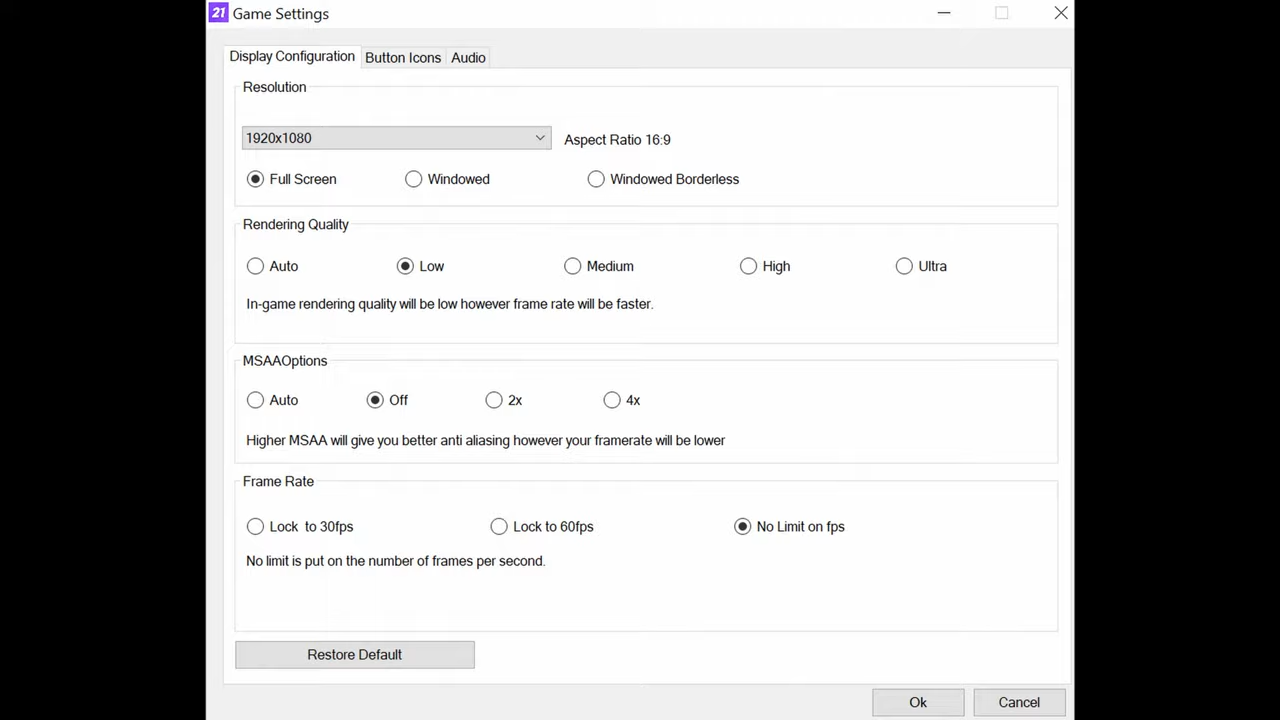 21 Game Settings
Display Configuration Button Icons Audio
Resolution
1920x1080 Aspect Ratio 16:9
Full Screen Windowed Windowed Borderless
Rendering Quality
Auto Low Medium High Ultra
In-game rendering quality will be low however frame rate will be faster.
MSAAOptions
Auto Off 2x 4x
Higher MSAA will give you better anti aliasing however your framerate will be lower
Frame Rate
Lock to 30fps Lock to 60fps No Limit on fps
No limit is put on the number of frames per second.
Restore Default
Ok Cancel